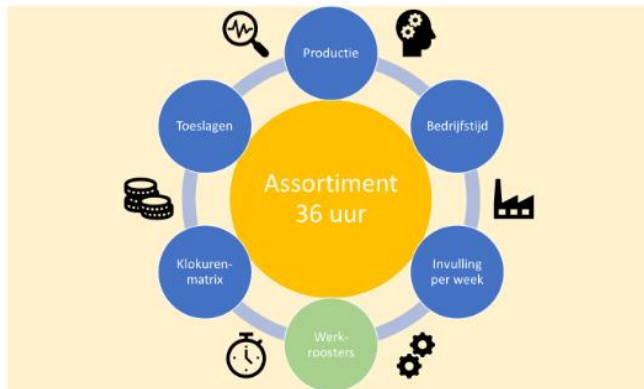 Productie
Toeslagen
Bedrijfstijd
Assortiment
36 uur
Klokuren-
matrix
Invulling
per week
Werk-
roosters